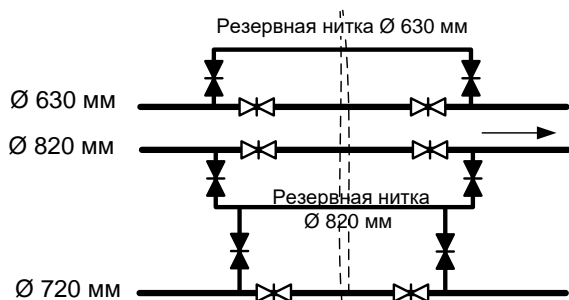 Резервная нитка Ø 630 мм
Ø 630 мм
Ø 820 мм
Резервная нитка
Ø 820 мм
Ø 720 мм